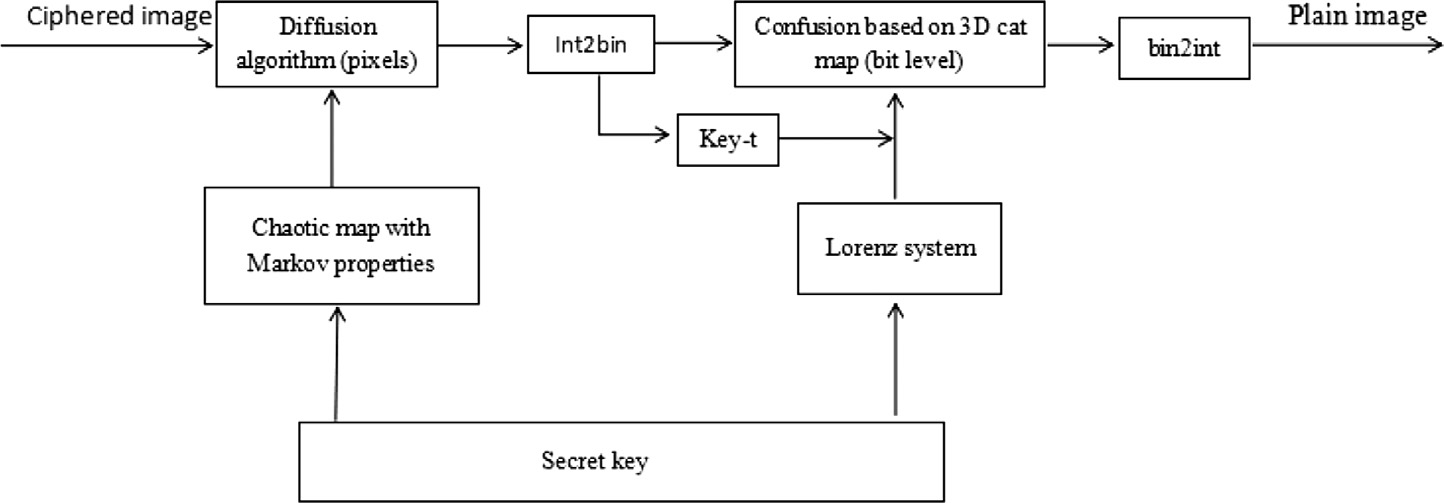 Ciphered image
Diffusion
algorithm (pixels)
Int2bin
Confusion based on 3D cat
map (bit level)
bin2int
Plain image
Key-t
Chaotic map with
Markov properties
Lorenz system
Secret key